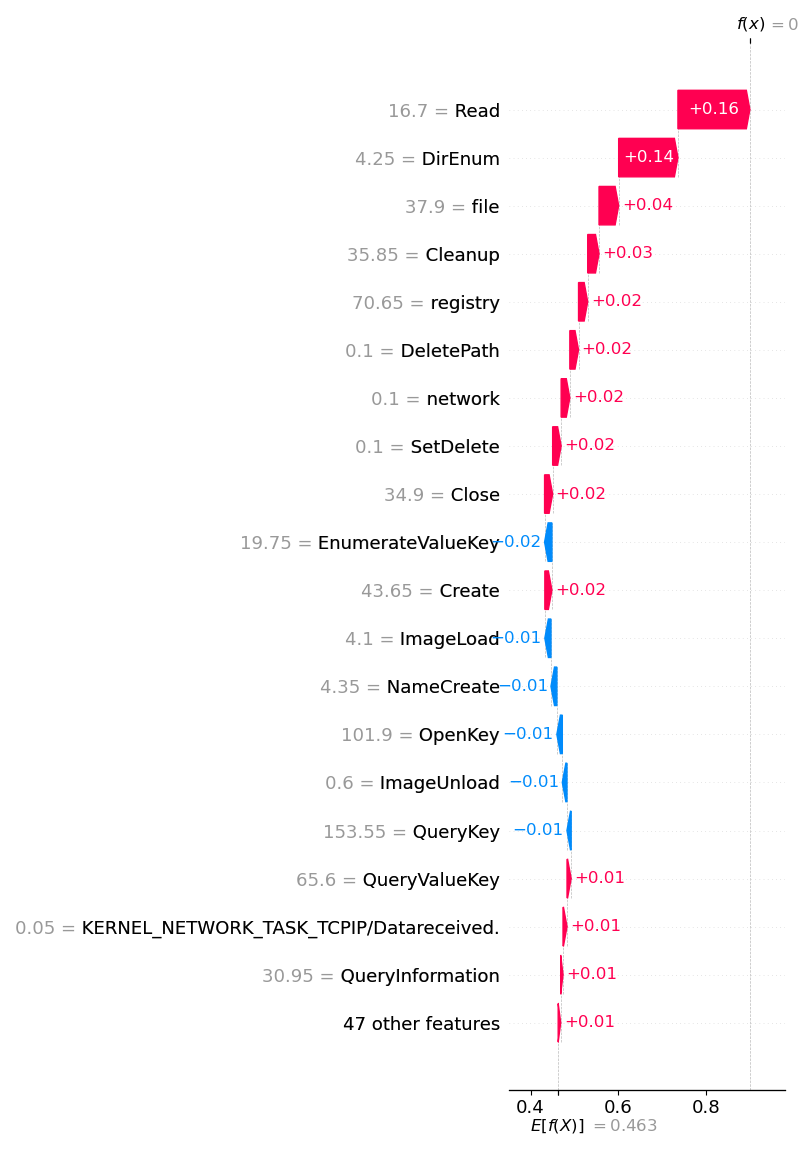 f(x) = 0
16.7 = Read +0.16
4.25 = DirEnum +0.14
37.9 = file +0.04
35.85 = Cleanup +0.03
70.65 = registry +0.02
0.1 = DeletePath +0.02
0.1 = network +0.02
0.1 = SetDelete +0.02
34.9 = Close +0.02
19.75 = EnumerateValueKey −0.02
43.65 = Create +0.02
4.1 = ImageLoad −0.01
4.35 = NameCreate −0.01
101.9 = OpenKey −0.01
0.6 = ImageUnload −0.01
153.55 = QueryKey −0.01
65.6 = QueryValueKey +0.01
0.05 = KERNEL_NETWORK_TASK_TCPIP/Datareceived. +0.01
30.95 = QueryInformation +0.01
47 other features +0.01
0.4 0.6 0.8
E[f(X)] = 0.463